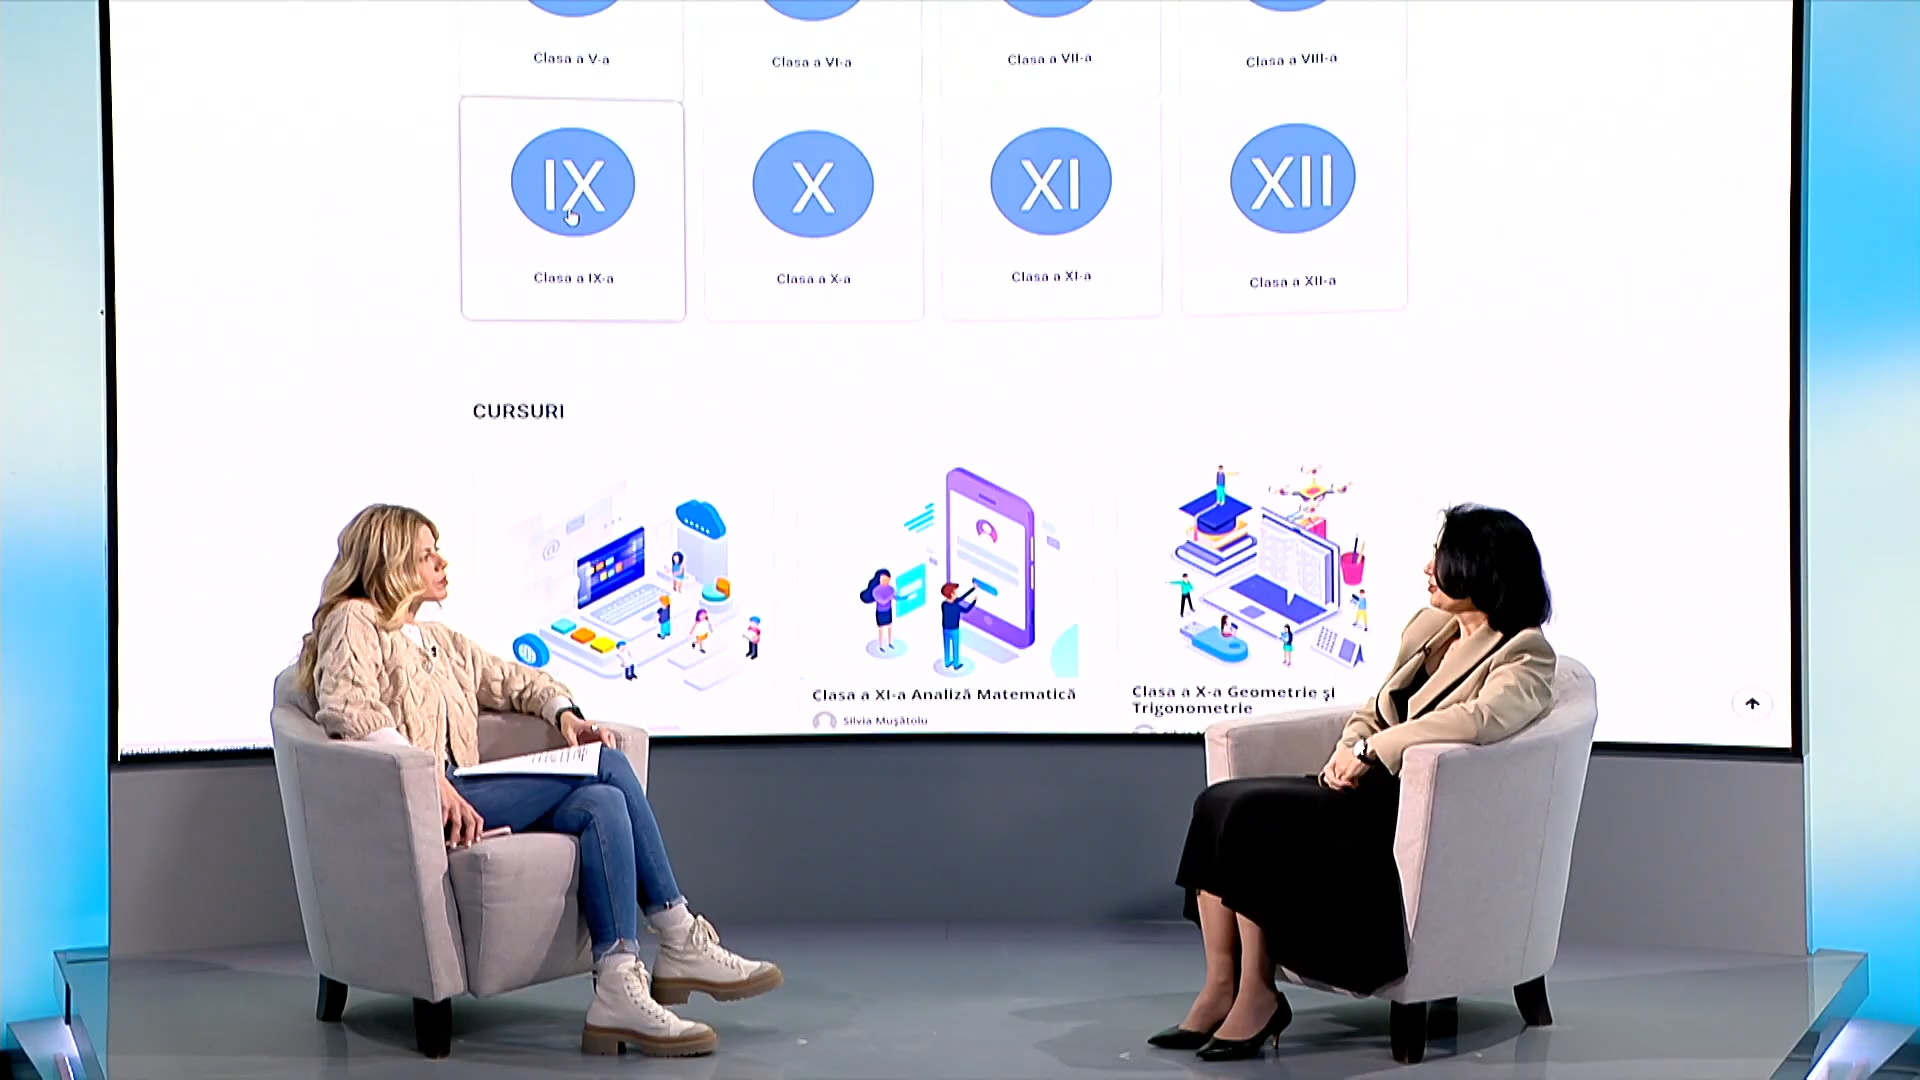 Clasa a V-a
Clasa a VI-a
Clasa a VII-a
Clasa a VIII-a
IX
X
XI
XII
Clasa a IX-a
Clasa a X-a
Clasa a XI-a
Clasa a XII-a
CURSURI
Clasa a XI-a Analiză Matematică
Silvia Mușătoiu
Clasa a X-a Geometrie și
Trigonometrie